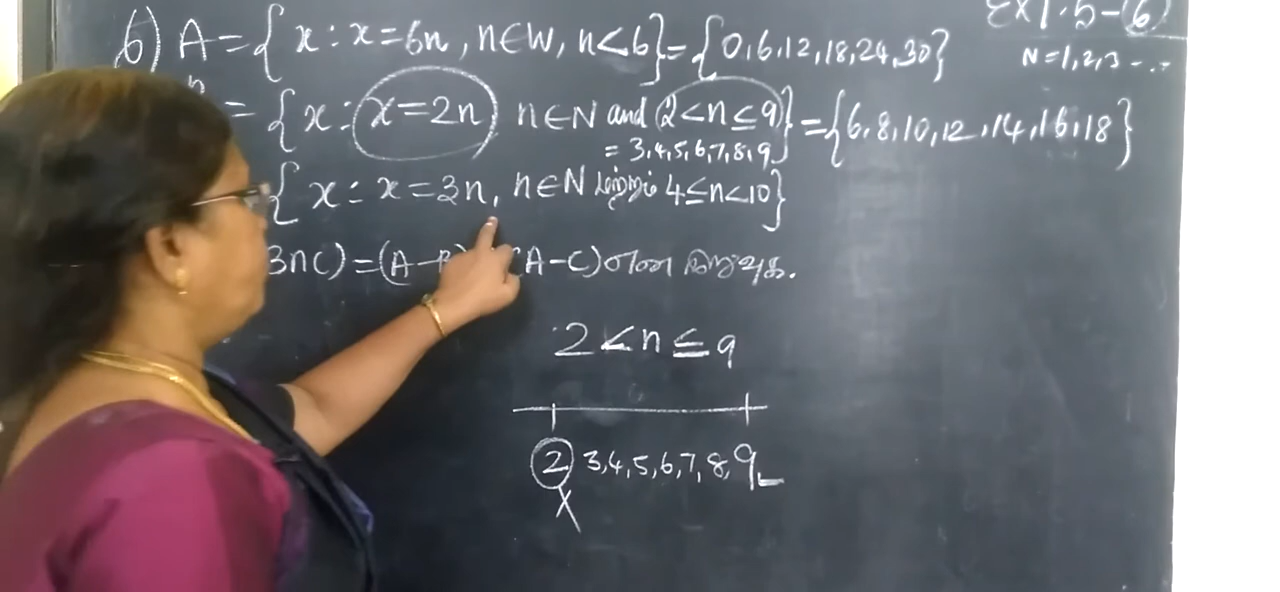 Ex 1.5-(6)
6) A = { x : x = 6n, n∈W, n<6 } = { 0, 6, 12, 18, 24, 30 }
N = 1, 2, 3 ....
= { x : x = 2n, n∈N and 2<n≤9 } = { 6, 8, 10, 12, 14, 16, 18 }
= 3, 4, 5, 6, 7, 8, 9
{ x : x = 3n, n∈N மற்றும் 4≤n<10 }
B∩C) = (A-B) (A-C)
2 < n ≤ 9
2 3, 4, 5, 6, 7, 8, 9
X